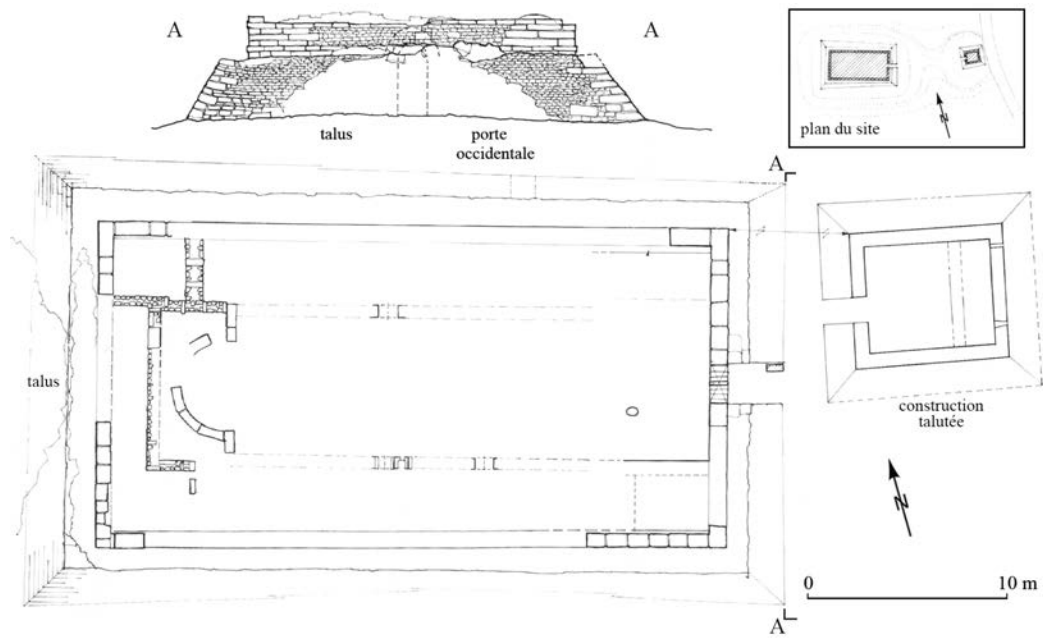 A
A
talus
porte
occidentale
plan du site
N
A
talus
construction
talutée
N
0
10 m
A